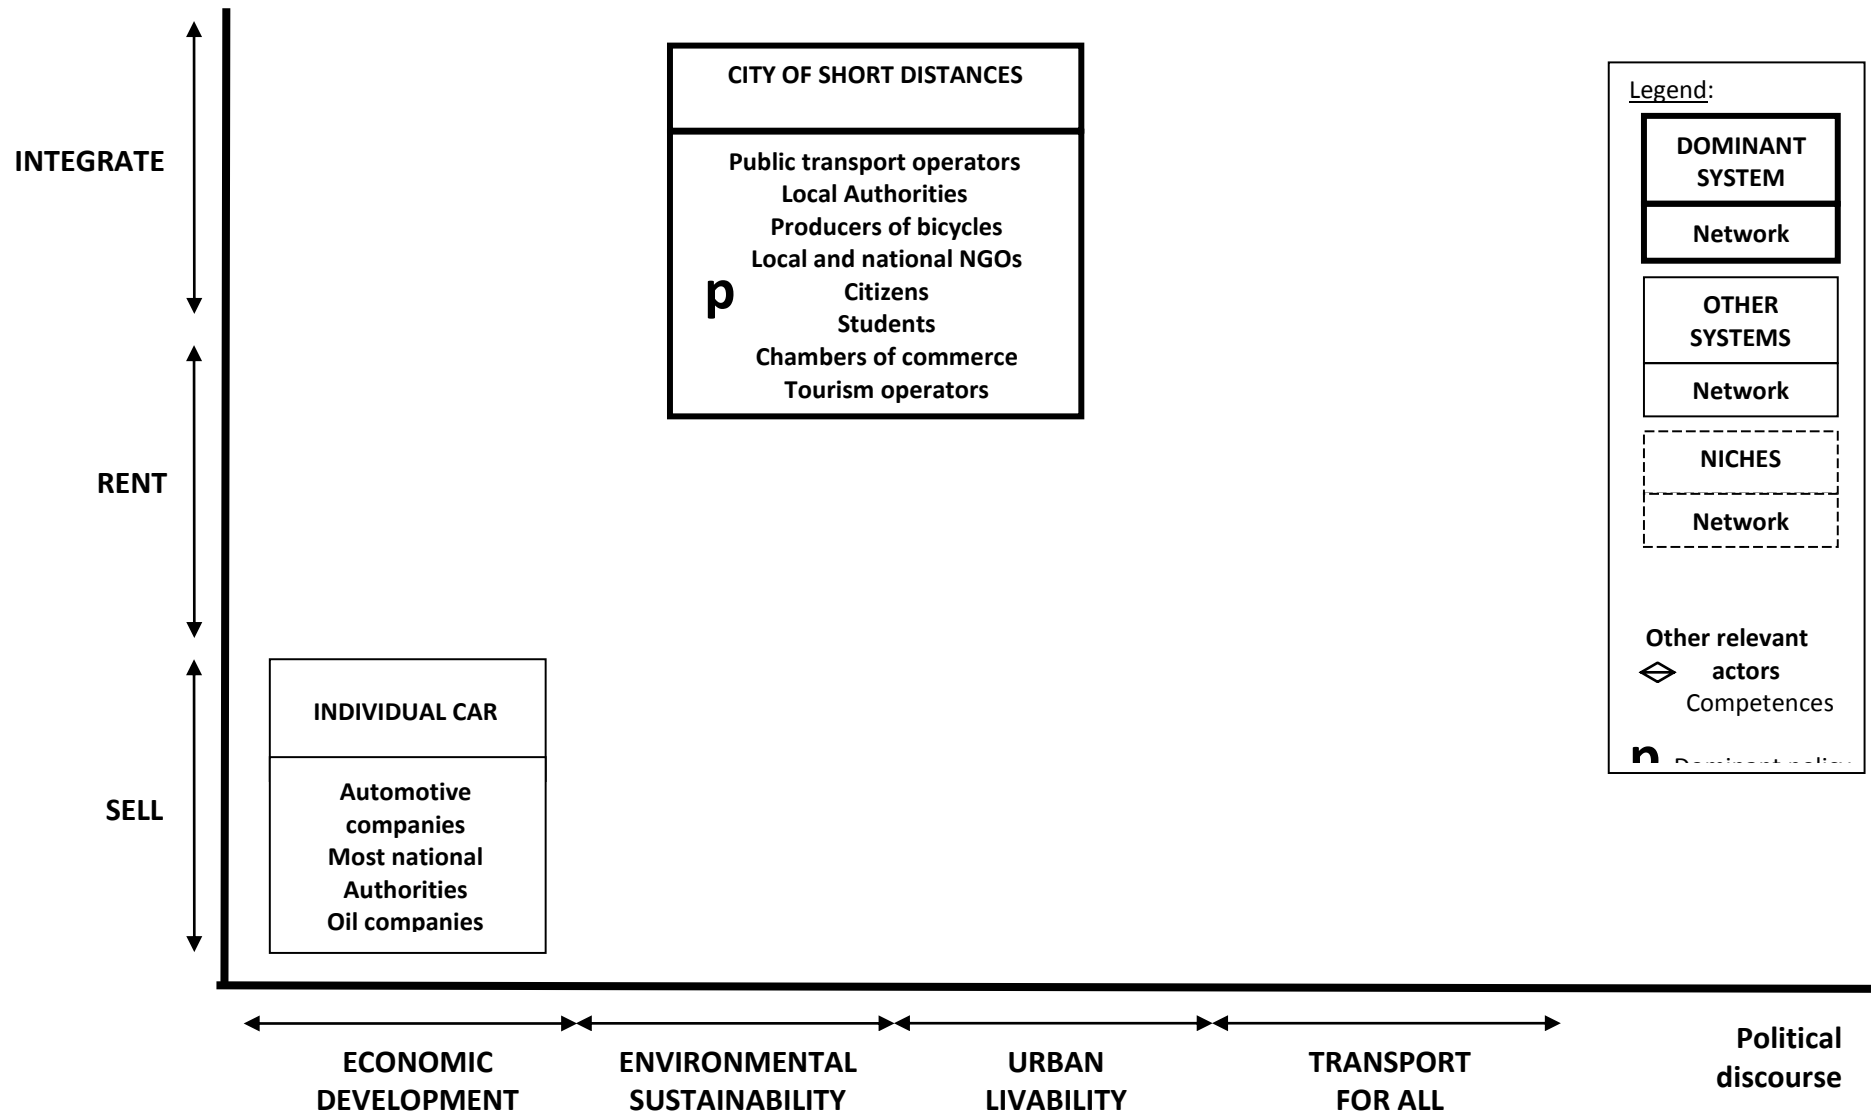 INTEGRATE
RENT
SELL
CITY OF SHORT DISTANCES
Public transport operators
Local Authorities
Producers of bicycles
Local and national NGOs
p
Citizens
Students
Chambers of commerce
Tourism operators
INDIVIDUAL CAR
Automotive
companies
Most national
Authorities
Oil companies
Legend:
DOMINANT
SYSTEM
Network
OTHER
SYSTEMS
Network
NICHES
Network
Other relevant
actors
Competences
p Dominant policy
ECONOMIC
DEVELOPMENT
ENVIRONMENTAL
SUSTAINABILITY
URBAN
LIVABILITY
TRANSPORT
FOR ALL
Political
discourse